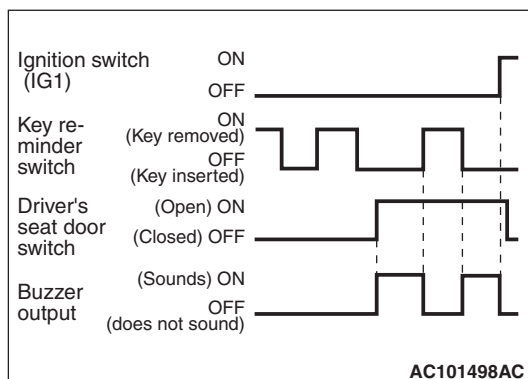 Ignition switch ON
(IG1)
OFF
Key re- ON
minder (Key removed)
switch OFF
(Key inserted)
Driver's (Open) ON
seat door
switch (Closed) OFF
(Sounds) ON
Buzzer
output OFF
(does not sound)
AC101498AC